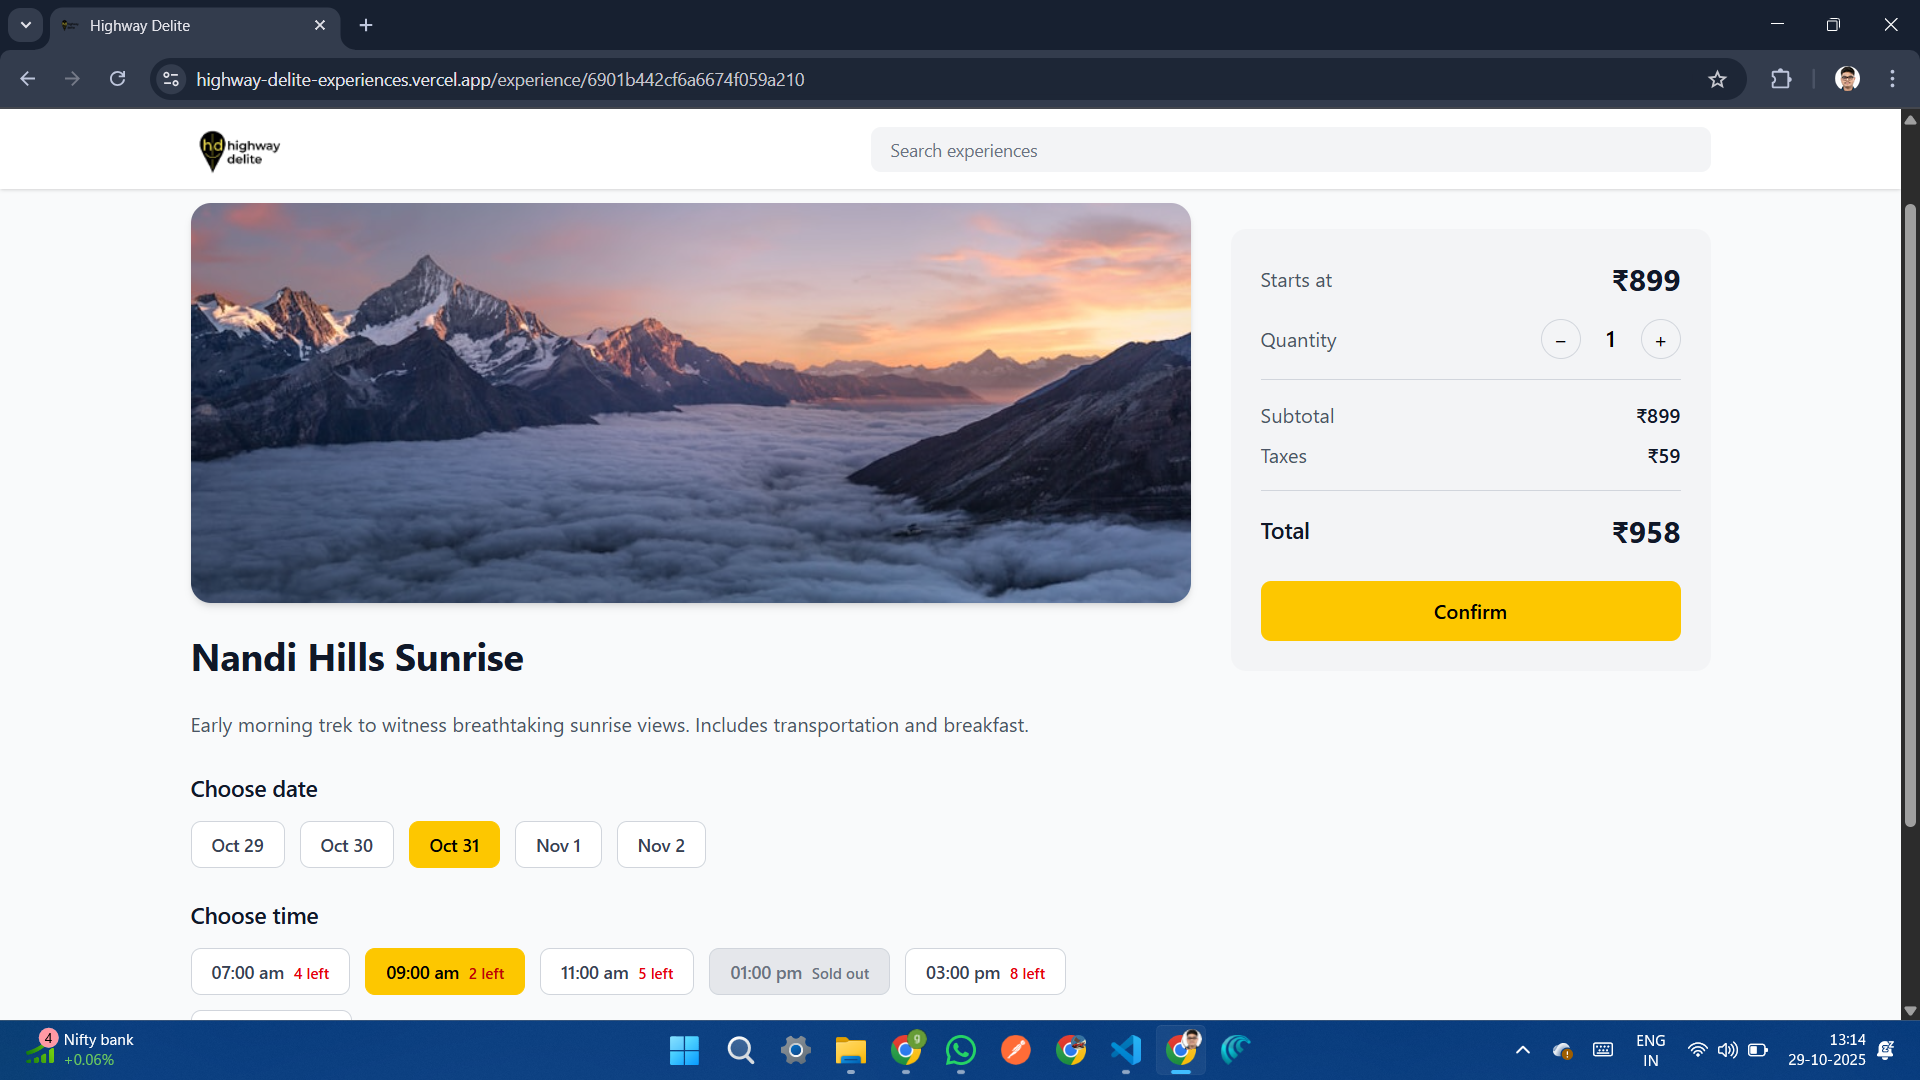 Highway Delite
highway-delite-experiences.vercel.app/experience/6901b442cf6a6674f059a210
hd highway
delite
Search experiences
Starts at ₹899
Quantity − 1 +
Subtotal ₹899
Taxes ₹59
Total ₹958
Confirm
Nandi Hills Sunrise
Early morning trek to witness breathtaking sunrise views. Includes transportation and breakfast.
Choose date
Oct 29 Oct 30 Oct 31 Nov 1 Nov 2
Choose time
07:00 am 4 left 09:00 am 2 left 11:00 am 5 left 01:00 pm Sold out 03:00 pm 8 left
4 Nifty bank
+0.06%
g
ENG
IN
13:14
29-10-2025